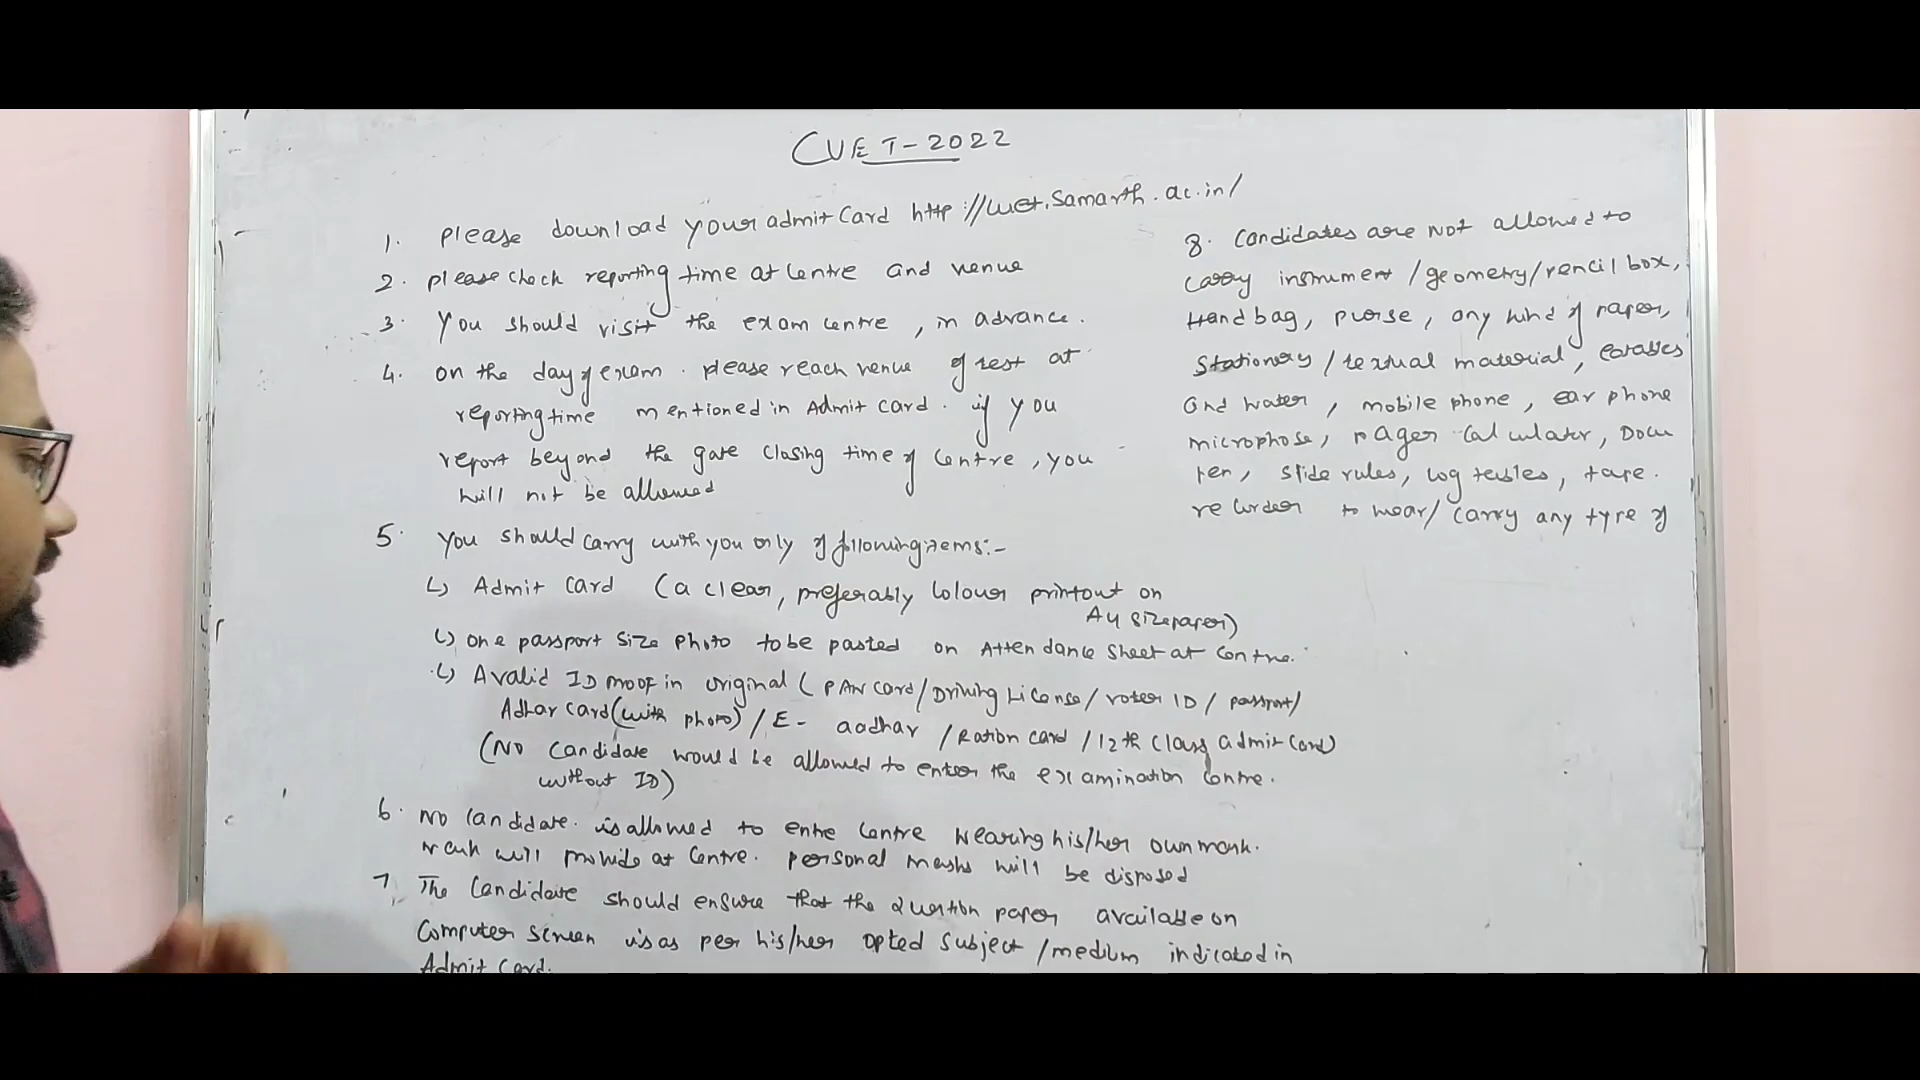 CUET-2022
1. please download your admit Card http://cuet.Samarth.ac.in/
2. please check reporting time at Centre and venue
3. You should visit the exam centre, in advance.
4. on the day of exam. please reach venue of test at
reporting time mentioned in Admit card. if you
report beyond the gate closing time of Centre, you
will not be allowed
5. You should carry with you only of following items:-
Admit card (a clear, preferably Colour printout on
A4 size paper)
one passport size photo to be pasted on Attendance Sheet at Centre.
A valid ID proof in original (PAN card/Driving License/voter ID/passport/
Adhar card (with photo)/E-aadhar/Ration card/12th Class admit Card)
(No candidate would be allowed to enter the examination Centre.
without ID)
6. No Candidate. is allowed to enter Centre wearing his/her own mask.
mask will provide at Centre. personal masks will be disposed
7. The Candidate should ensure that the question paper available on
Computer Screen is as per his/her opted subject/medium indicated in
Admit Card.
8. Candidates are Not allowed to
carry instrument/geometry/pencil box,
Handbag, purse, any kind of paper,
Stationery/textual material, eatables
and water, mobile phone, ear phone
microphose, pager calculator, Docu
pen, slide rules, log tables, tape.
recorder to wear/carry any type of